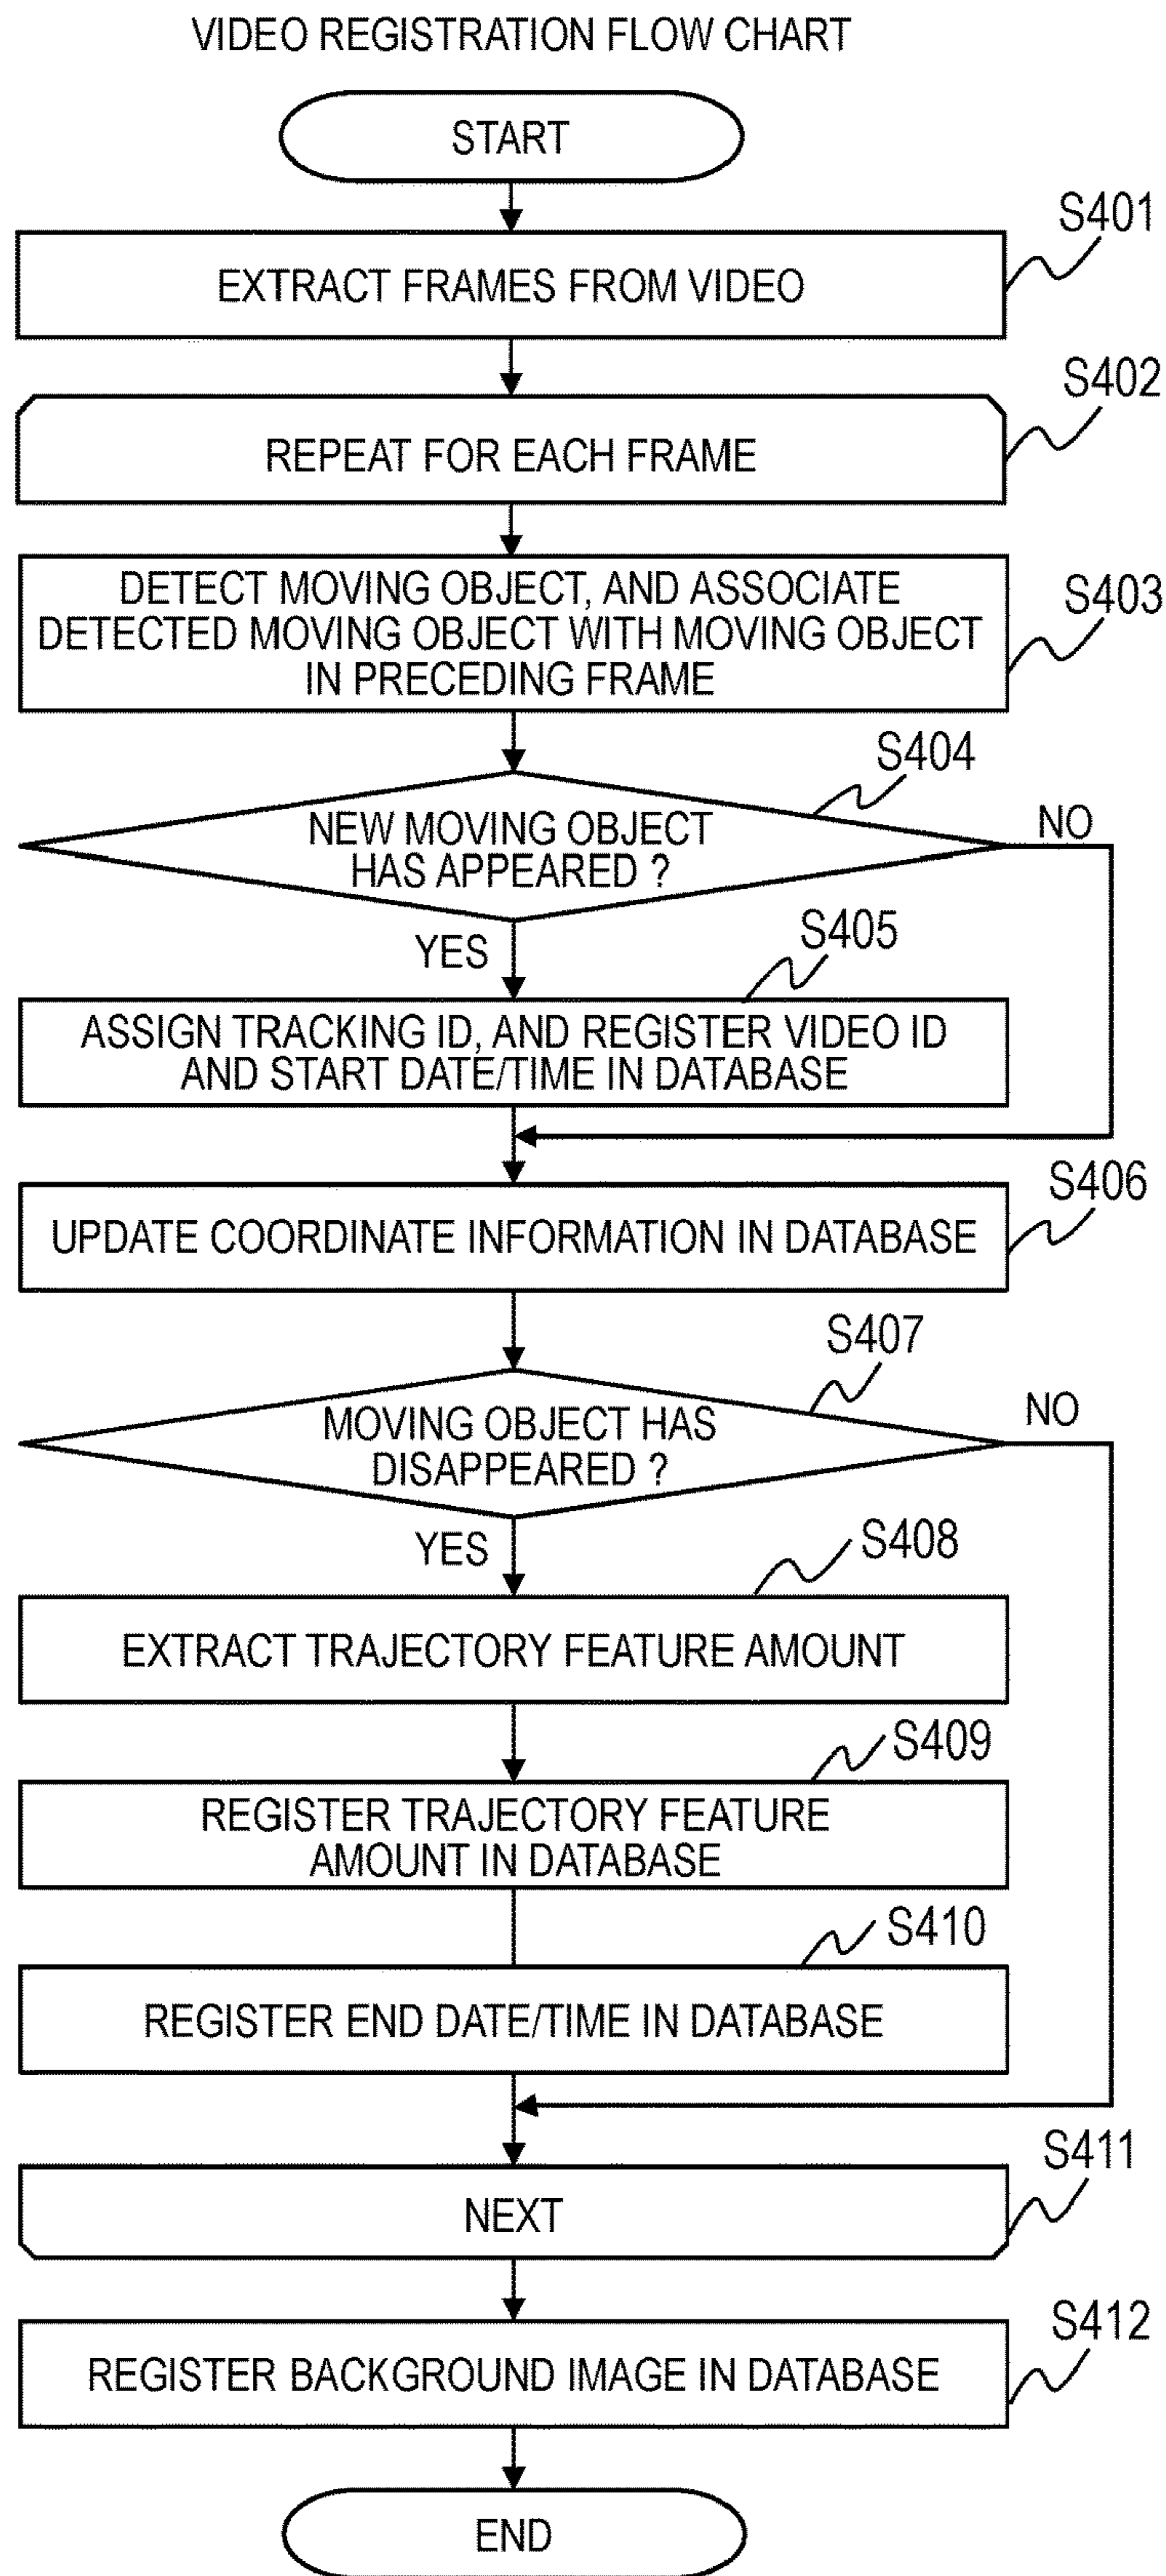 VIDEO REGISTRATION FLOW CHART
START
S401
EXTRACT FRAMES FROM VIDEO
S402
REPEAT FOR EACH FRAME
S403
DETECT MOVING OBJECT, AND ASSOCIATE
DETECTED MOVING OBJECT WITH MOVING OBJECT
IN PRECEDING FRAME
S404
NEW MOVING OBJECT
HAS APPEARED ?
NO
YES
S405
ASSIGN TRACKING ID, AND REGISTER VIDEO ID
AND START DATE/TIME IN DATABASE
S406
UPDATE COORDINATE INFORMATION IN DATABASE
S407
MOVING OBJECT HAS
DISAPPEARED ?
NO
YES
S408
EXTRACT TRAJECTORY FEATURE AMOUNT
S409
REGISTER TRAJECTORY FEATURE
AMOUNT IN DATABASE
S410
REGISTER END DATE/TIME IN DATABASE
S411
NEXT
S412
REGISTER BACKGROUND IMAGE IN DATABASE
END